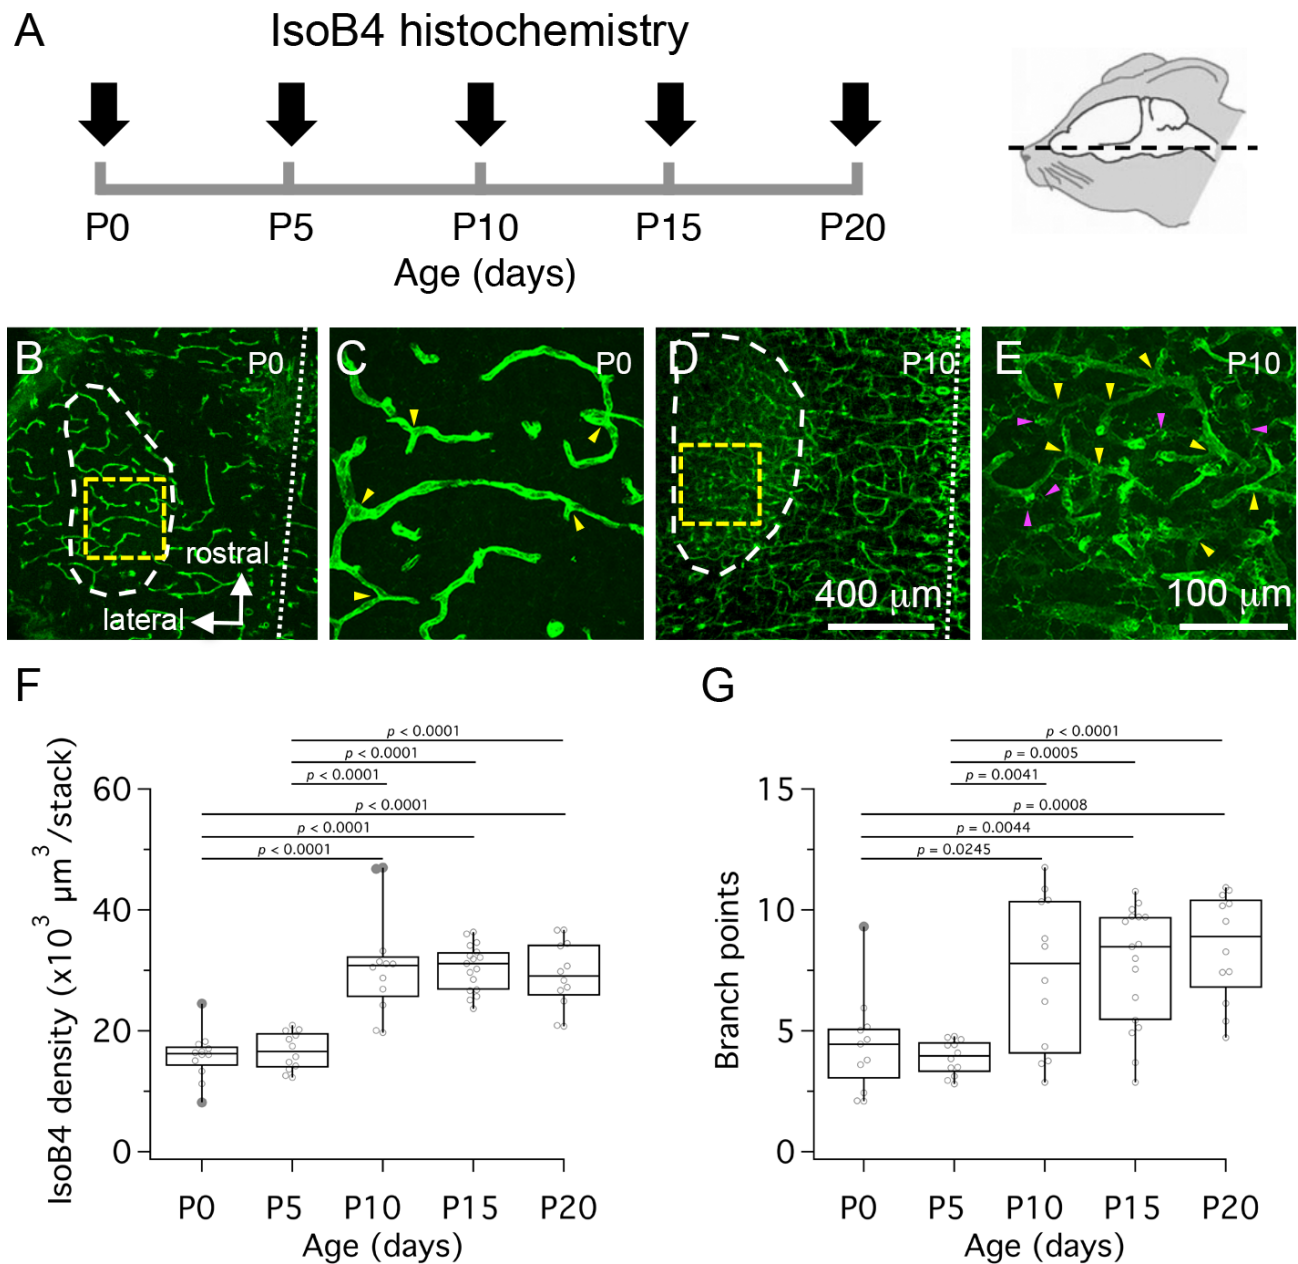 A
IsoB4 histochemistry
P0 P5 P10 P15 P20
Age (days)
B
P0
rostral
lateral
C
P0
D
P10
400 µm
E
P10
100 µm
F
IsoB4 density (x10³ µm³/stack)
p < 0.0001
p < 0.0001
p < 0.0001
p < 0.0001
p < 0.0001
p < 0.0001
60
40
20
0
P0 P5 P10 P15 P20
Age (days)
G
Branch points
p < 0.0001
p = 0.0005
p = 0.0041
p = 0.0008
p = 0.0044
p = 0.0245
15
10
5
0
P0 P5 P10 P15 P20
Age (days)